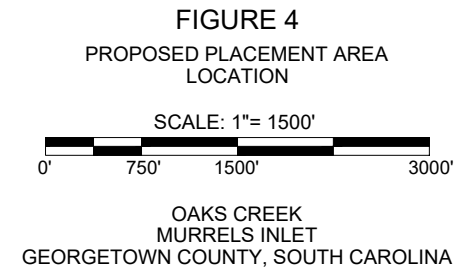 FIGURE 4
PROPOSED PLACEMENT AREA
LOCATION
SCALE: 1"= 1500'
0' 750' 1500' 3000'
OAKS CREEK
MURRELS INLET
GEORGETOWN COUNTY, SOUTH CAROLINA